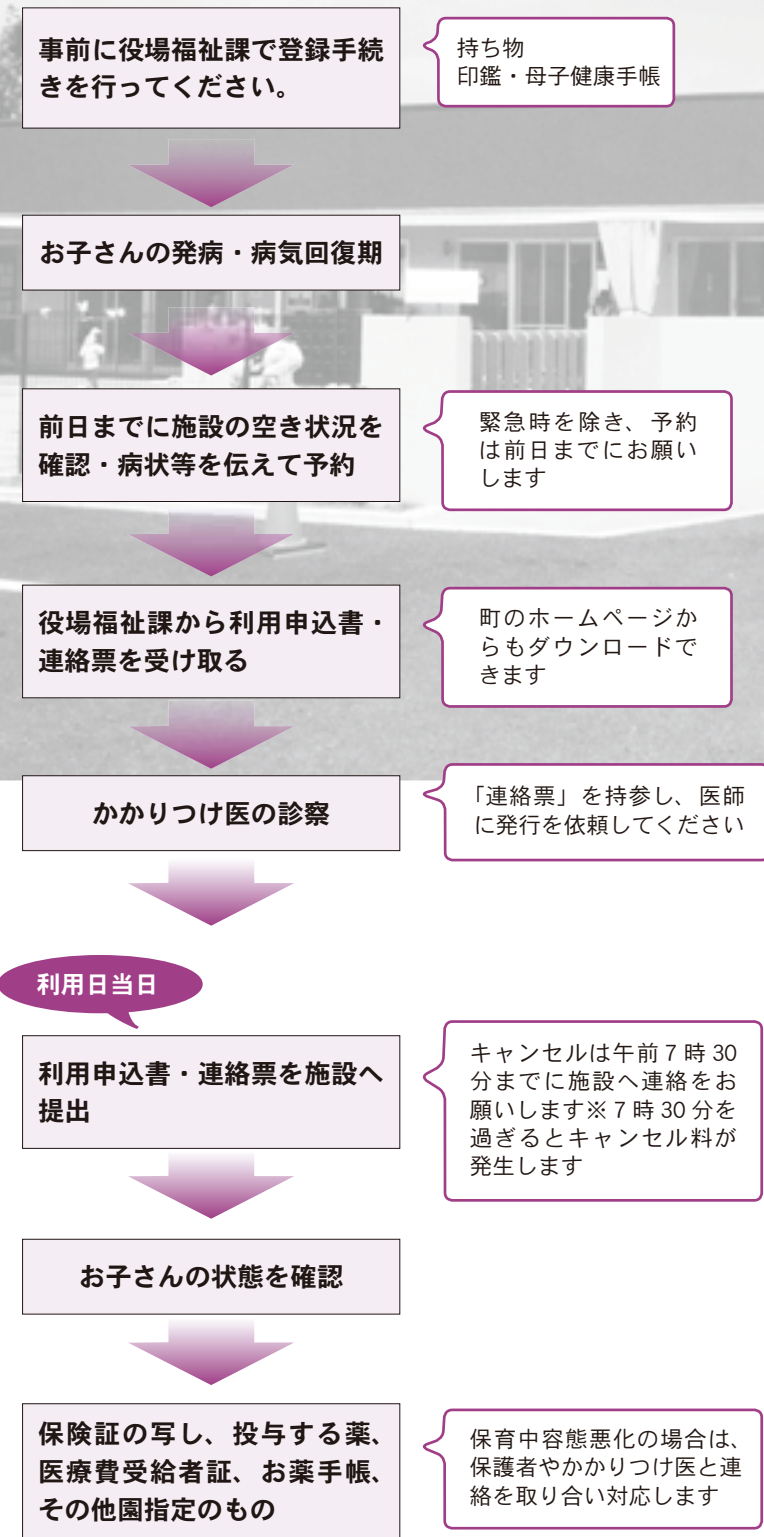 事前に役場福祉課で登録手続
きを行ってください。
持ち物
印鑑・母子健康手帳
お子さんの発病・病気回復期
前日までに施設の空き状況を
確認・病状等を伝えて予約
緊急時を除き、予約
は前日までにお願い
します
役場福祉課から利用申込書・
連絡票を受け取る
町のホームページか
らもダウンロードで
きます
かかりつけ医の診察
「連絡票」を持参し、医師
に発行を依頼してください
利用日当日
利用申込書・連絡票を施設へ
提出
キャンセルは午前７時 30
分までに施設へ連絡をお
願いします※７時 30 分を
過ぎるとキャンセル料が
発生します
お子さんの状態を確認
保険証の写し、投与する薬、
医療費受給者証、お薬手帳、
その他園指定のもの
保育中容態悪化の場合は、
保護者やかかりつけ医と連
絡を取り合い対応します